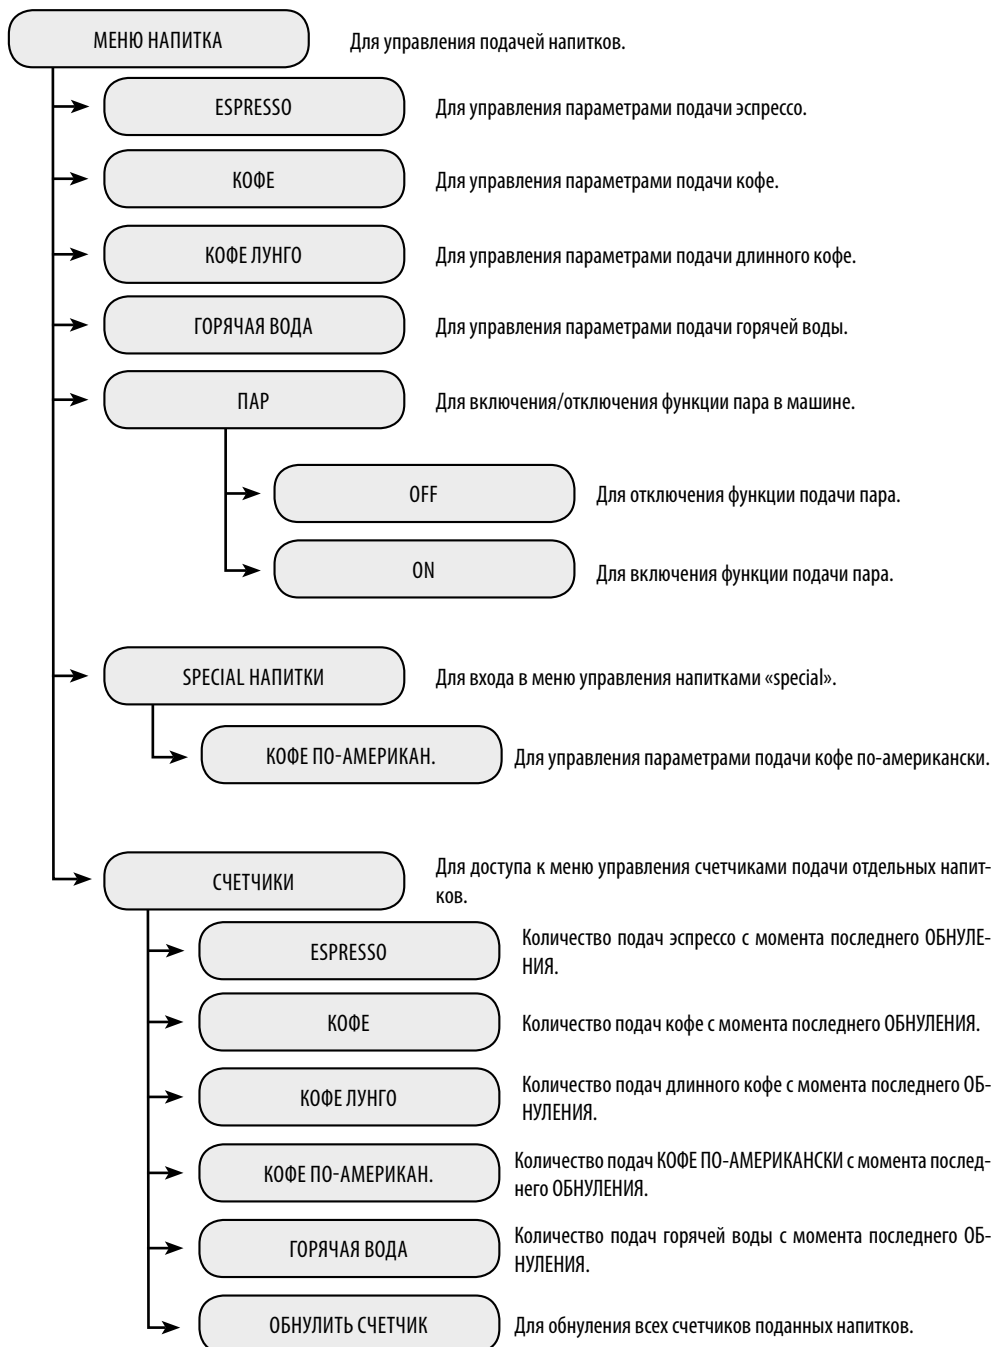 МЕНЮ НАПИТКА
Для управления подачей напитков.
ESPRESSO
Для управления параметрами подачи эспрессо.
КОФЕ
Для управления параметрами подачи кофе.
КОФЕ ЛУНГО
Для управления параметрами подачи длинного кофе.
ГОРЯЧАЯ ВОДА
Для управления параметрами подачи горячей воды.
ПАР
Для включения/отключения функции пара в машине.
OFF
Для отключения функции подачи пара.
ON
Для включения функции подачи пара.
SPECIAL НАПИТКИ
Для входа в меню управления напитками «special».
КОФЕ ПО-АМЕРИКАН.
Для управления параметрами подачи кофе по-американски.
СЧЕТЧИКИ
Для доступа к меню управления счетчиками подачи отдельных напит-
ков.
ESPRESSO
Количество подач эспрессо с момента последнего ОБНУЛЕ-
НИЯ.
КОФЕ
Количество подач кофе с момента последнего ОБНУЛЕНИЯ.
КОФЕ ЛУНГО
Количество подач длинного кофе с момента последнего ОБ-
НУЛЕНИЯ.
КОФЕ ПО-АМЕРИКАН.
Количество подач КОФЕ ПО-АМЕРИКАНСКИ с момента послед-
него ОБНУЛЕНИЯ.
ГОРЯЧАЯ ВОДА
Количество подач горячей воды с момента последнего ОБ-
НУЛЕНИЯ.
ОБНУЛИТЬ СЧЕТЧИК
Для обнуления всех счетчиков поданных напитков.